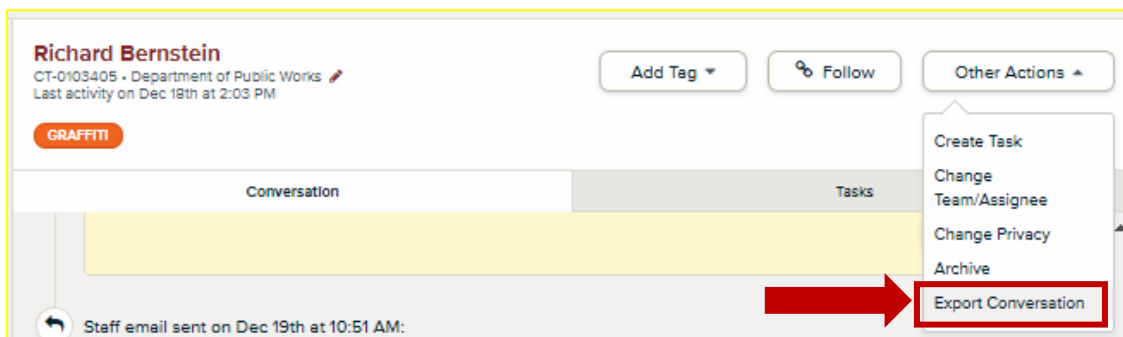 Richard Bernstein
CT-0103405 • Department of Public Works
Last activity on Dec 19th at 2:03 PM
GRAFFITI
Add Tag
Follow
Other Actions
Create Task
Change
Team/Assignee
Change Privacy
Archive
Export Conversation
Conversation
Tasks
Staff email sent on Dec 19th at 10:51 AM: